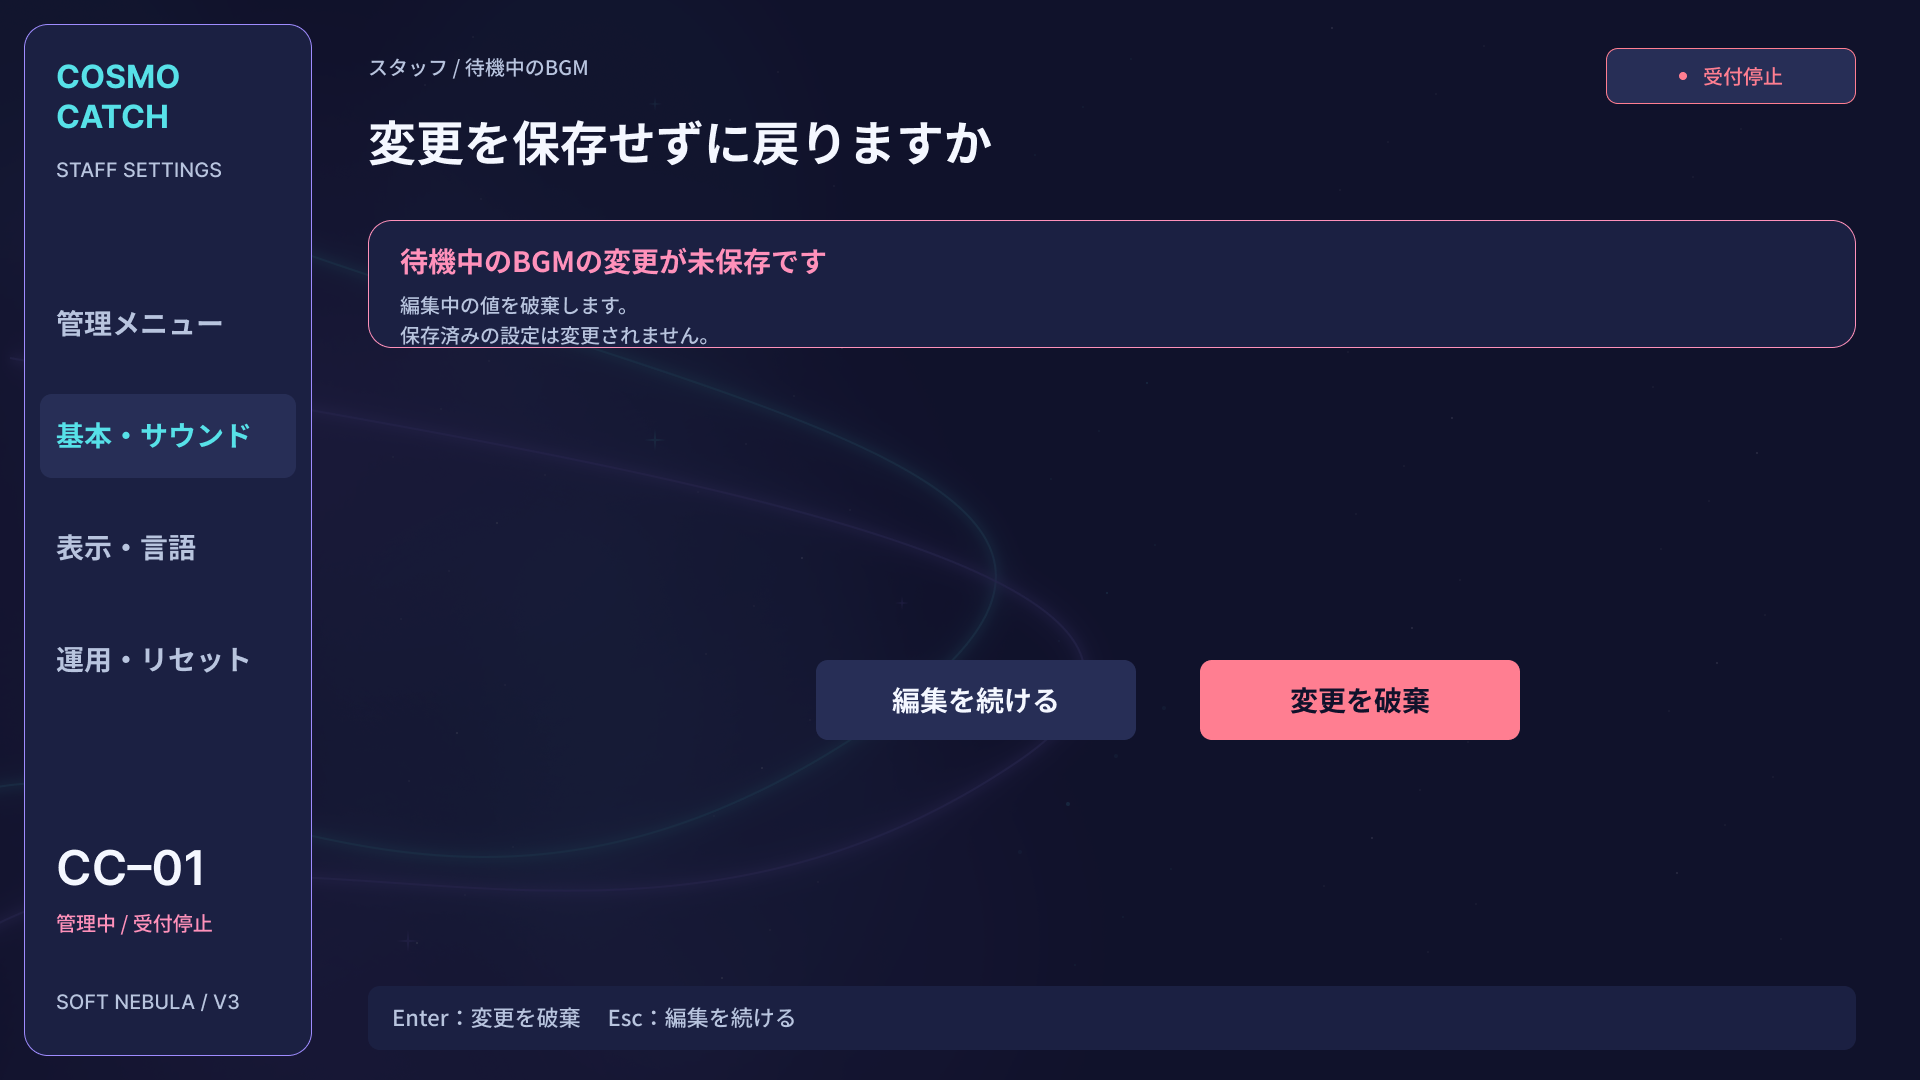 COSMO
CATCH
STAFF SETTINGS
管理メニュー
基本・サウンド
表示・言語
運用・リセット
CC–01
管理中 / 受付停止
SOFT NEBULA / V3
スタッフ / 待機中のBGM
• 受付停止
変更を保存せずに戻りますか
待機中のBGMの変更が未保存です
編集中の値を破棄します。
保存済みの設定は変更されません。
編集を続ける
変更を破棄
Enter：変更を破棄　Esc：編集を続ける